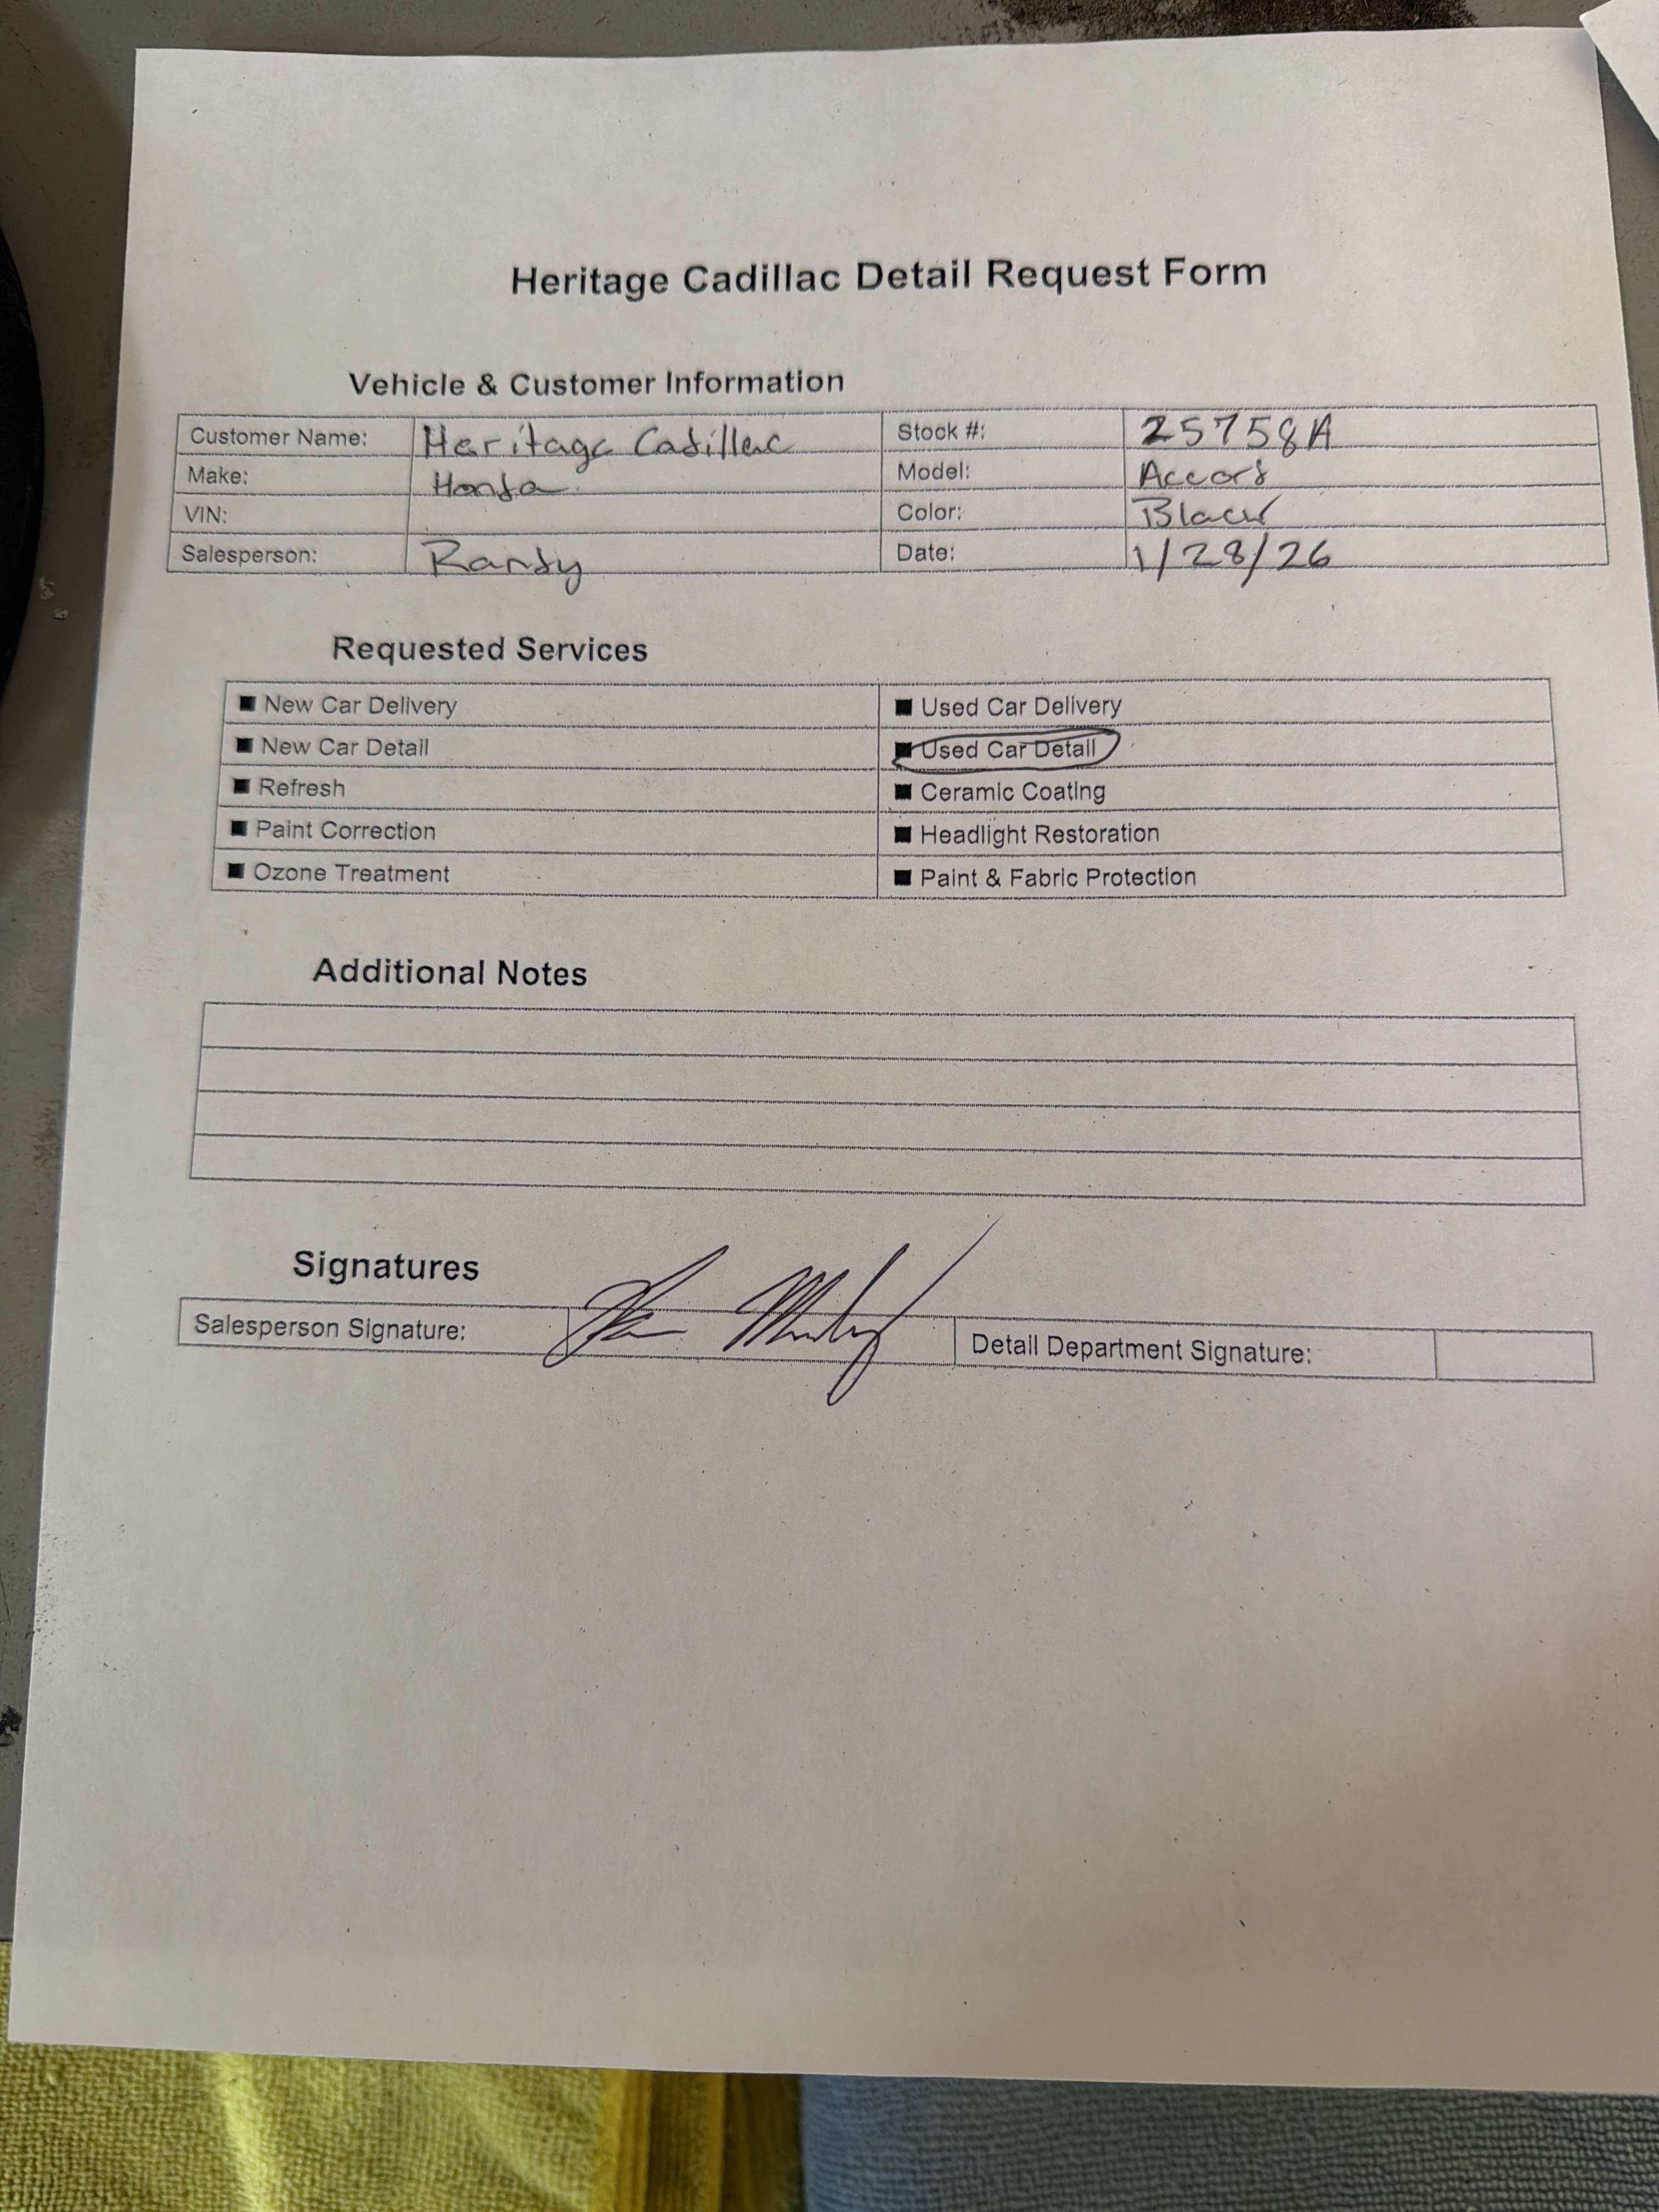 Heritage Cadillac Detail Request Form
Vehicle & Customer Information
Customer Name: Heritage Cadillac Stock #: 25758A
Make: Honda Model: Accord
VIN: Color: Black
Salesperson: Randy Date: 1/28/26
Requested Services
■ New Car Delivery ■ Used Car Delivery
■ New Car Detail ■ Used Car Detail
■ Refresh ■ Ceramic Coating
■ Paint Correction ■ Headlight Restoration
■ Ozone Treatment ■ Paint & Fabric Protection
Additional Notes
Signatures
Salesperson Signature: Detail Department Signature: